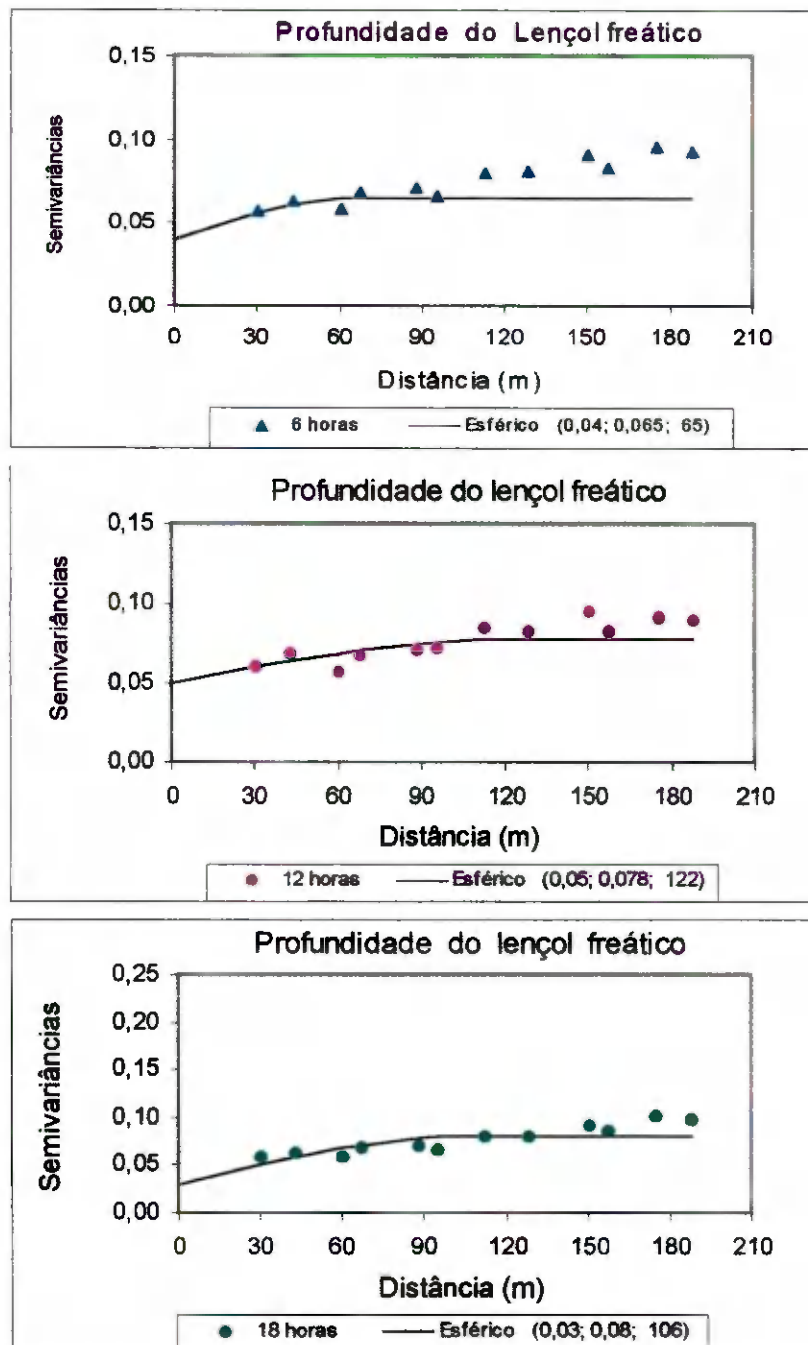 Profundidade do Lençol freático
0,15
0,10
0,05
0,00
Semivariâncias
0 30 60 90 120 150 180 210
Distância (m)
6 horas Esférico (0,04; 0,065; 65)
Profundidade do lençol freático
0,15
0,10
0,05
0,00
Semivariâncias
0 30 60 90 120 150 180 210
Distância (m)
12 horas Esférico (0,05; 0,078; 122)
Profundidade do lençol freático
0,25
0,20
0,15
0,10
0,05
0,00
Semivariâncias
0 30 60 90 120 150 180 210
Distância (m)
18 horas Esférico (0,03; 0,08; 106)